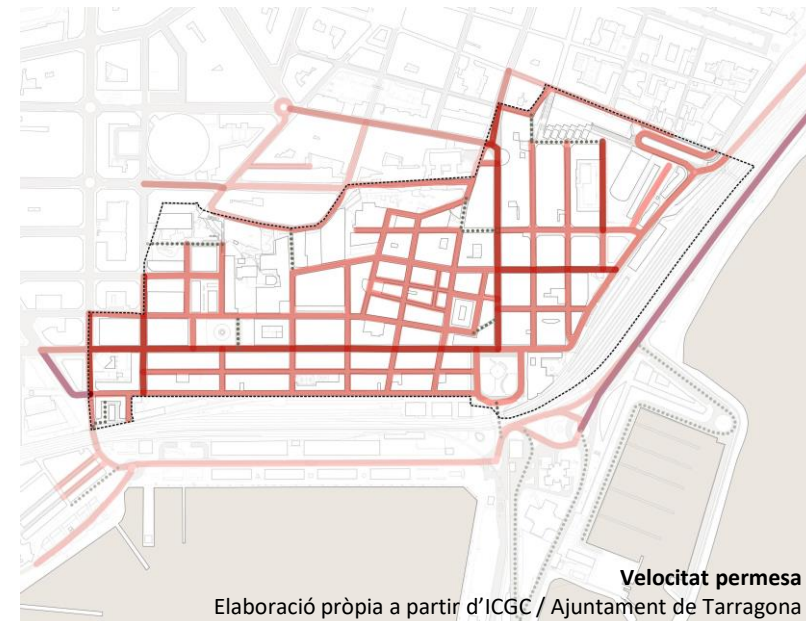 Velocitat permesa
Elaboració pròpia a partir d’ICGC / Ajuntament de Tarragona